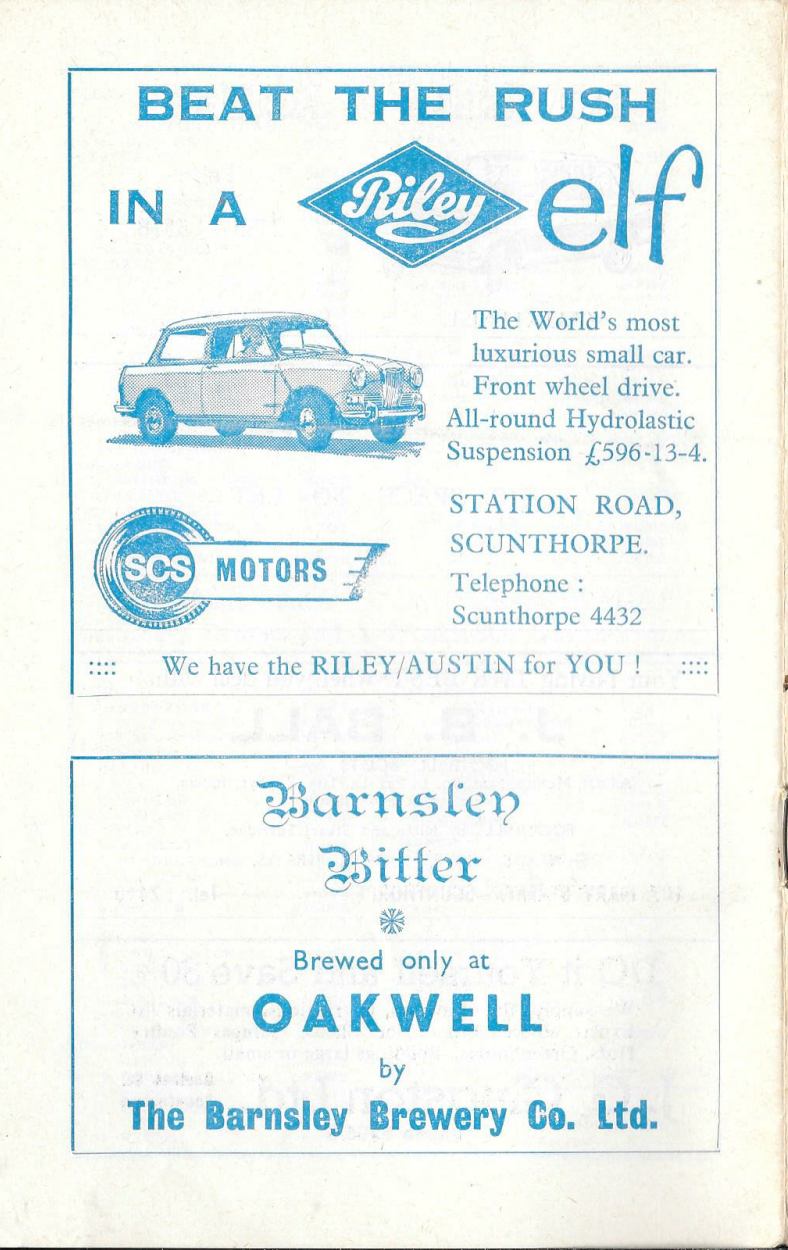 BEAT THE RUSH
IN A Riley elf
The World's most
luxurious small car.
Front wheel drive.
All-round Hydrolastic
Suspension £596-13-4.
SCS MOTORS
STATION ROAD,
SCUNTHORPE.
Telephone :
Scunthorpe 4432
:::: We have the RILEY/AUSTIN for YOU ! ::::
Barnsley
Bitter
Brewed only at
OAKWELL
by
The Barnsley Brewery Co. Ltd.